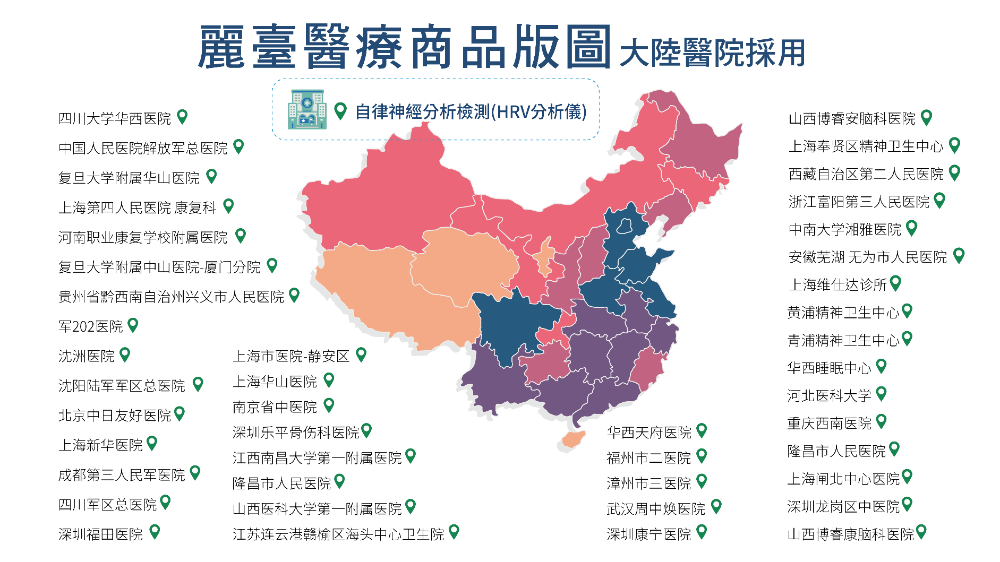 麗臺醫療商品版圖 大陸醫院採用
自律神經分析檢測(HRV分析儀)
四川大学华西医院
中国人民医院解放军总医院
复旦大学附属华山医院
上海第四人民医院 康复科
河南职业康复学校附属医院
复旦大学附属中山医院-厦门分院
贵州省黔西南自治州兴义市人民医院
军202医院
沈洲医院
沈阳陆军军区总医院
北京中日友好医院
上海新华医院
成都第三人民军医院
四川军区总医院
深圳福田医院
上海市医院-静安区
上海华山医院
南京省中医院
深圳乐平骨伤科医院
江西南昌大学第一附属医院
隆昌市人民医院
山西医科大学第一附属医院
江苏连云港赣榆区海头中心卫生院
华西天府医院
福州市二医院
漳州市三医院
武汉周中焕医院
深圳康宁医院
山西博睿安脑科医院
上海奉贤区精神卫生中心
西藏自治区第二人民医院
浙江富阳第三人民医院
中南大学湘雅医院
安徽芜湖 无为市人民医院
上海维仕达诊所
黄浦精神卫生中心
青浦精神卫生中心
华西睡眠中心
河北医科大学
重庆西南医院
隆昌市人民医院
上海闸北中心医院
深圳龙岗区中医院
山西博睿康脑科医院